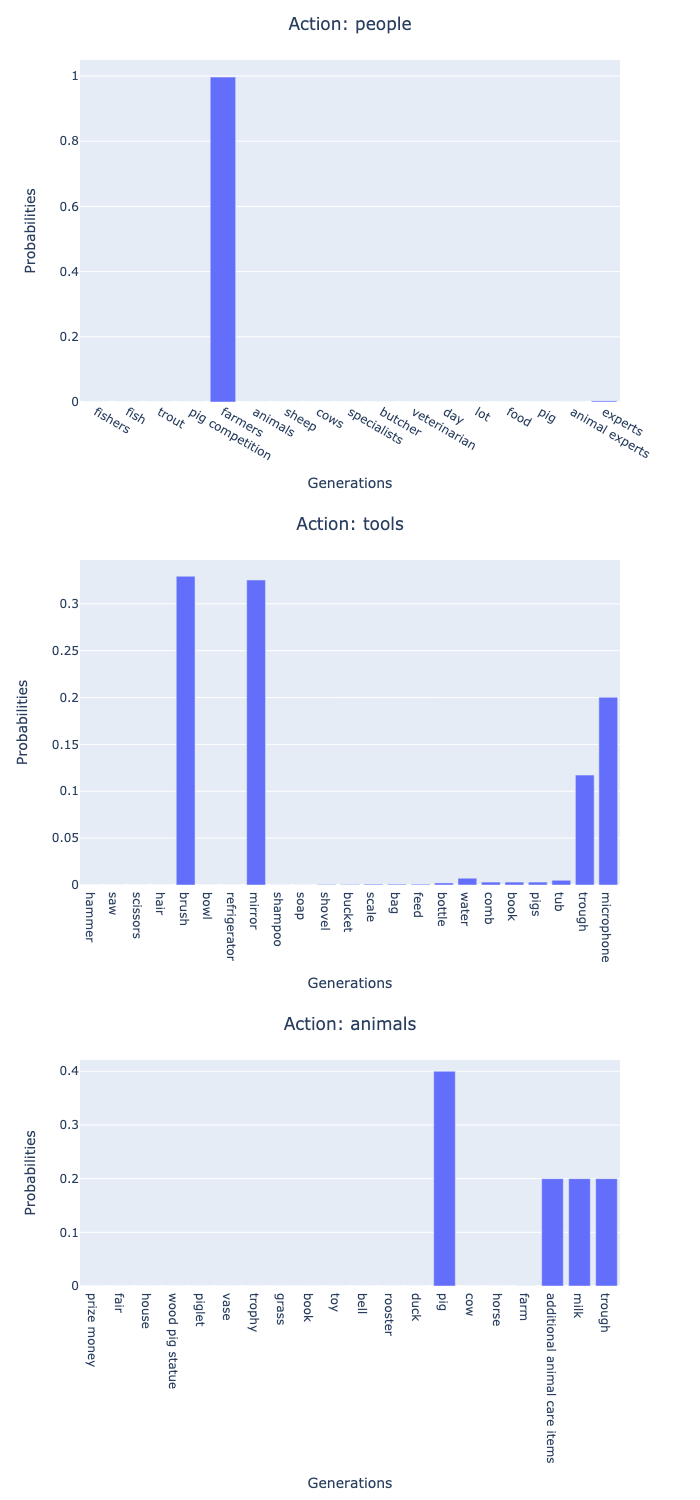 Action: people
1
0.8
0.6
0.4
0.2
0
Probabilities
fishers
fish
trout
pig competition
farmers
animals
sheep
cows
specialists
butcher
veterinarian
day
lot
food
pig
animal experts
experts
Generations
Action: tools
0.3
0.25
0.2
0.15
0.1
0.05
0
Probabilities
hammer
saw
scissors
hair
brush
bowl
refrigerator
mirror
shampoo
soap
shovel
bucket
scale
bag
feed
bottle
water
comb
book
pigs
tub
trough
microphone
Generations
Action: animals
0.4
0.3
0.2
0.1
0
Probabilities
prize money
fair
house
wood pig statue
piglet
vase
trophy
grass
book
toy
bell
rooster
duck
pig
cow
horse
farm
additional animal care items
milk
trough
Generations